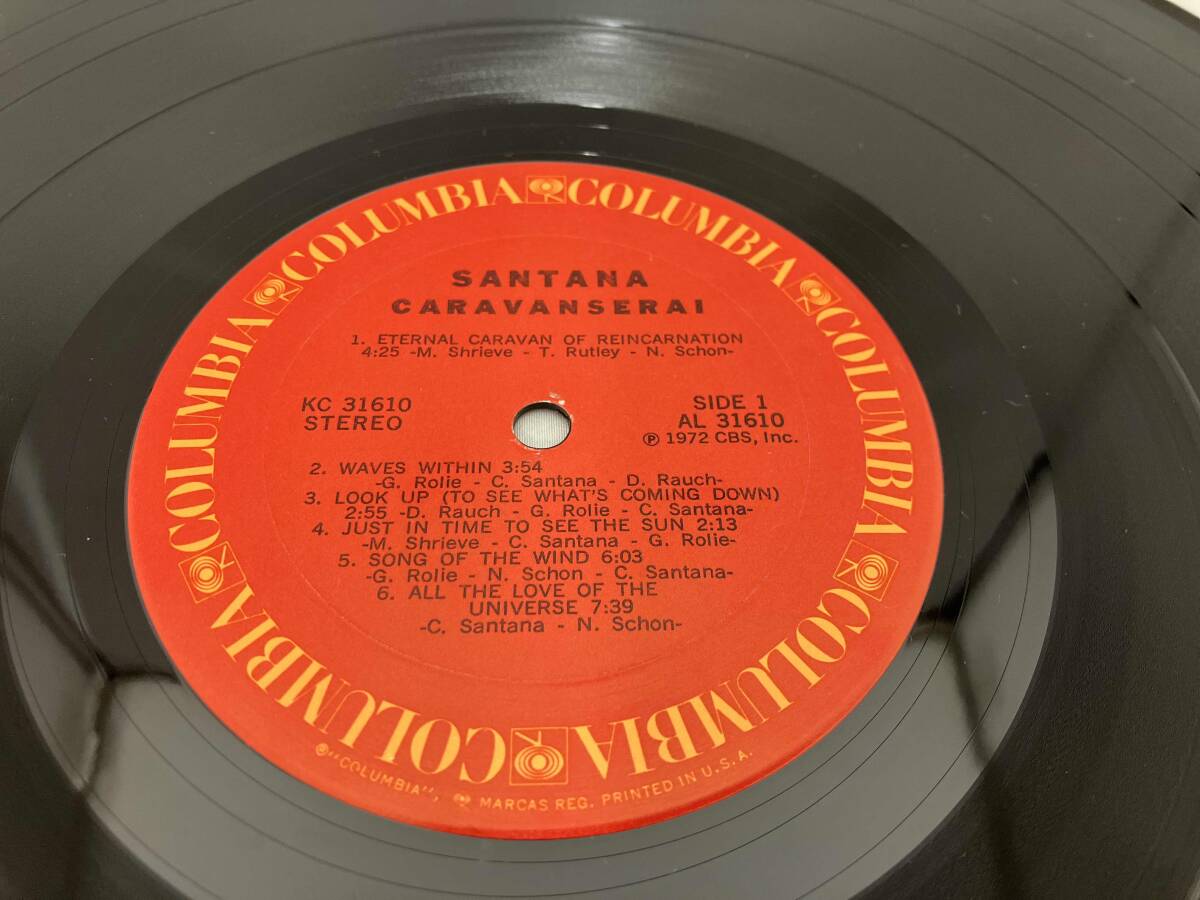 COLUMBIA COLUMBIA COLUMBIA COLUMBIA COLUMBIA COLUMBIA COLUMBIA COLUMBIA
SANTANA
CARAVANSERAI
1. ETERNAL CARAVAN OF REINCARNATION
4:25 -M. Shrieve - T. Rutley - N. Schon-
KC 31610
STEREO
SIDE 1
AL 31610
℗ 1972 CBS, Inc.
2. WAVES WITHIN 3:54
-G. Rolie - C. Santana - D. Rauch-
3. LOOK UP (TO SEE WHAT'S COMING DOWN)
2:55 -D. Rauch - G. Rolie - C. Santana-
4. JUST IN TIME TO SEE THE SUN 2:13
-M. Shrieve - C. Santana - G. Rolie-
5. SONG OF THE WIND 6:03
-G. Rolie - N. Schon - C. Santana-
6. ALL THE LOVE OF THE
UNIVERSE 7:39
-C. Santana - N. Schon-
®"COLUMBIA", MARCAS REG. PRINTED IN U.S.A.